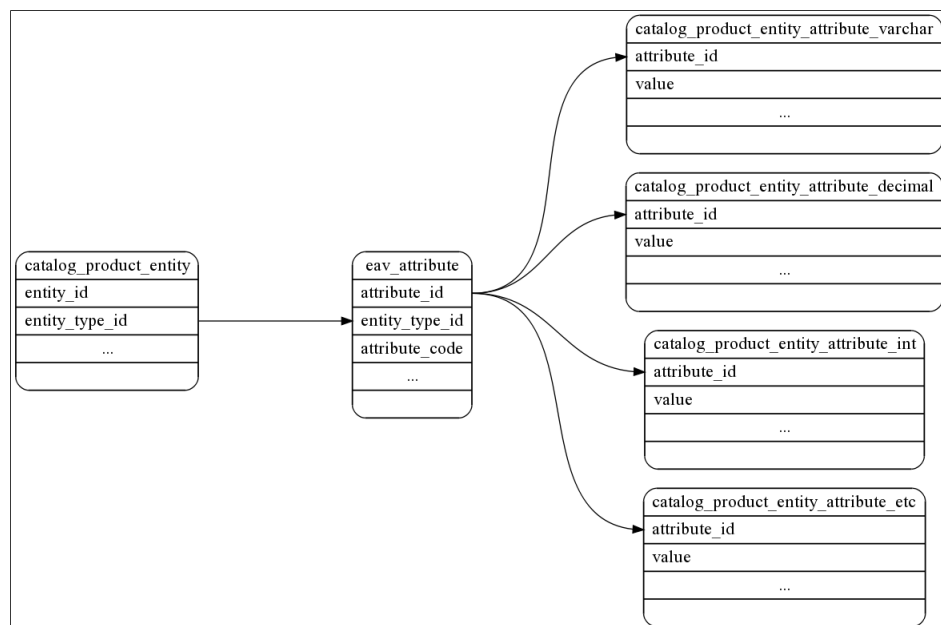 catalog_product_entity
entity_id
entity_type_id
...
eav_attribute
attribute_id
entity_type_id
attribute_code
...
catalog_product_entity_attribute_varchar
attribute_id
value
...
catalog_product_entity_attribute_decimal
attribute_id
value
...
catalog_product_entity_attribute_int
attribute_id
value
...
catalog_product_entity_attribute_etc
attribute_id
value
...